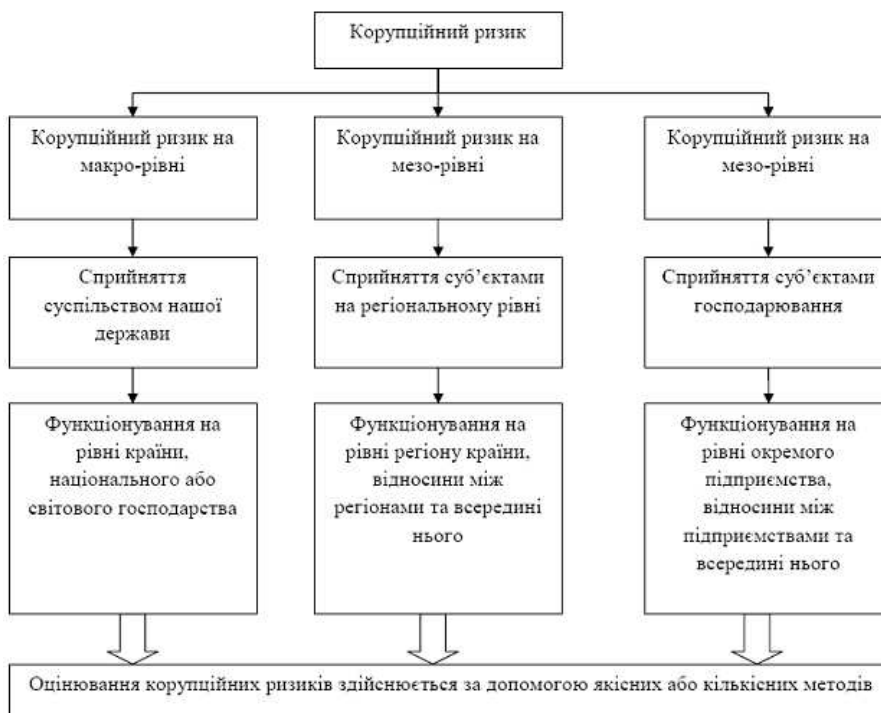 Корупційний ризик
Корупційний ризик на
макро-рівні
Корупційний ризик на
мезо-рівні
Корупційний ризик на
мезо-рівні
Сприйняття
суспільством нашої
держави
Сприйняття суб’єктами
на регіональному рівні
Сприйняття суб’єктами
господарювання
Функціонування на
рівні країни,
національного або
світового господарства
Функціонування на
рівні регіону країни,
відносини між
регіонами та всередині
нього
Функціонування на
рівні окремого
підприємства,
відносини між
підприємствами та
всередині нього
Оцінювання корупційних ризиків здійснюється за допомогою якісних або кількісних методів